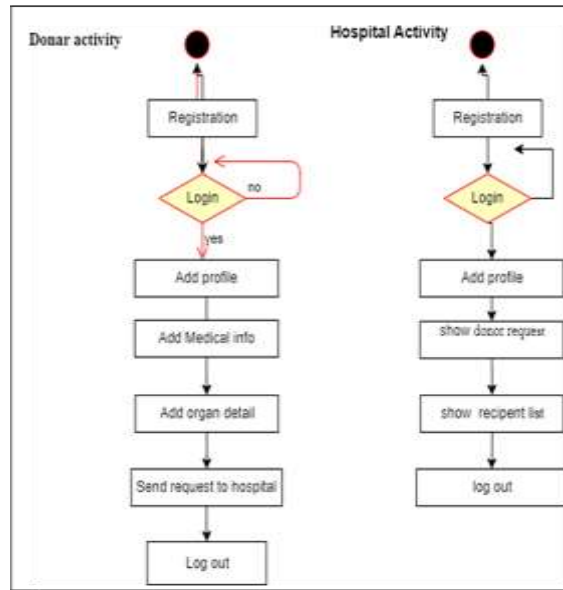 Donar activity
Registration
Login
no
yes
Add profile
Add Medical info
Add organ detail
Send request to hospital
Log out
Hospital Activity
Registration
Login
Add profile
show donor request
show recipent list
log out